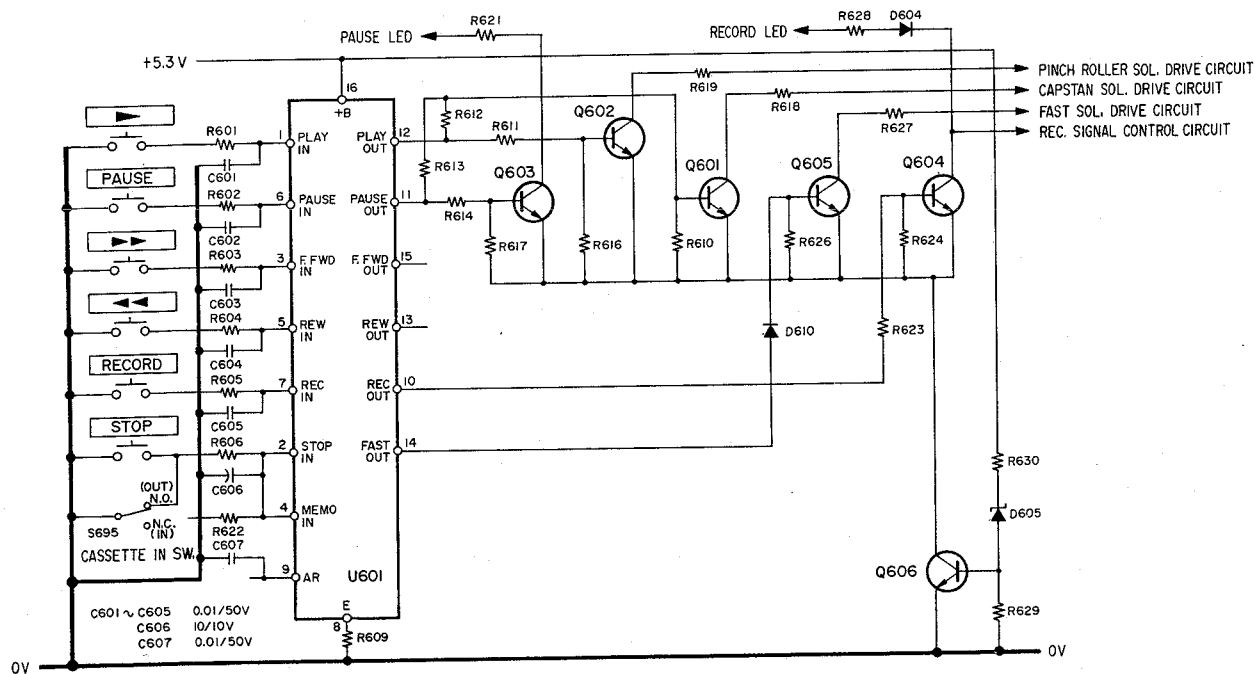 R621
R628
D604
PAUSE LED
RECORD LED
+5.3 V
16
+B
PINCH ROLLER SOL. DRIVE CIRCUIT
R619
CAPSTAN SOL. DRIVE CIRCUIT
R618
FAST SOL. DRIVE CIRCUIT
R627
REC. SIGNAL CONTROL CIRCUIT
Q602
R612
R611
R601
1
PLAY IN
12
PLAY OUT
C601
R613
Q603
Q601
Q605
Q604
PAUSE
R602
6
PAUSE IN
11
PAUSE OUT
R614
C602
R617
R616
R610
R626
R624
R603
3
F. FWD IN
15
F. FWD OUT
C603
R604
5
REW IN
13
REW OUT
C604
D610
R623
RECORD
R605
7
REC IN
10
REC OUT
C605
STOP
R606
2
STOP IN
14
FAST OUT
C606
R630
(OUT) N.O.
4
MEMO IN
S695
N.C. (IN)
R622
D605
CASSETTE IN SW.
C607
9
AR
U601
Q606
E
8
R609
R629
C601 ~ C605 0.01/50V
C606 10/10V
C607 0.01/50V
0V
0V